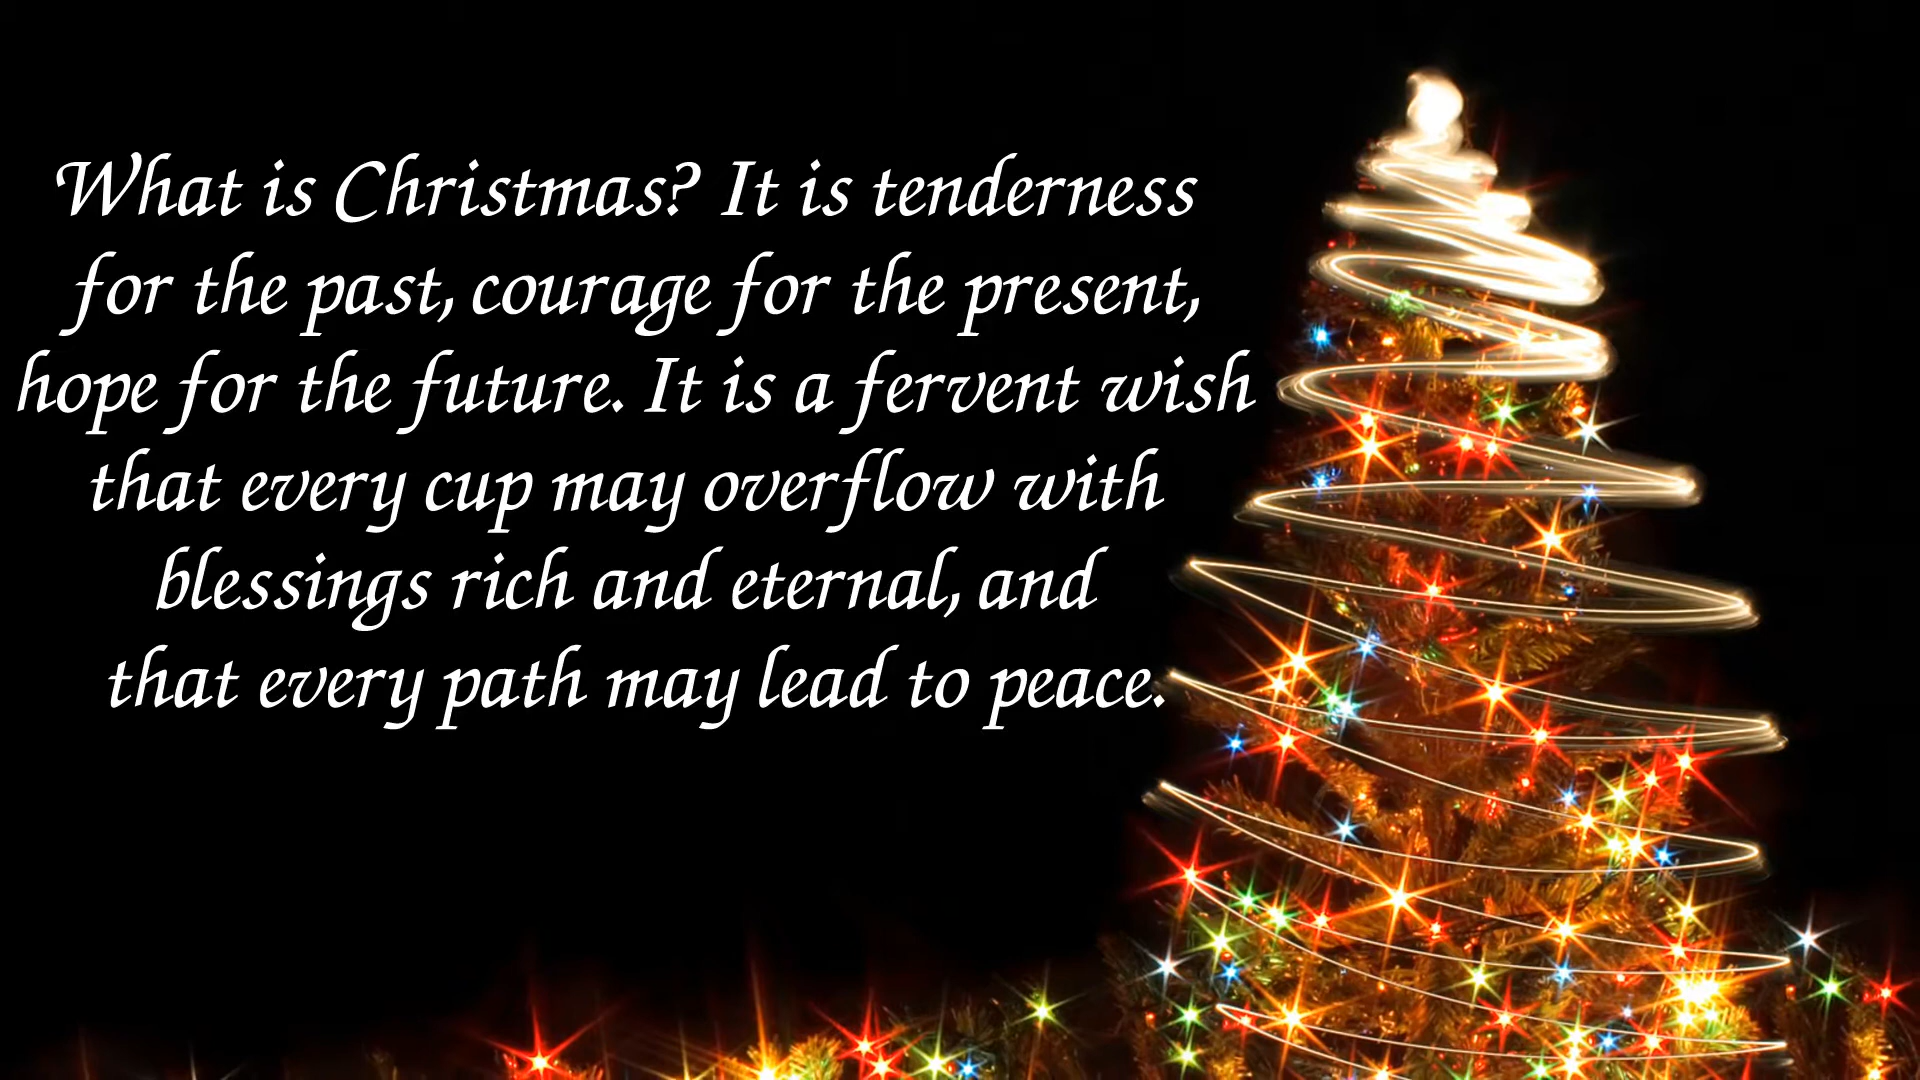 What is Christmas? It is tenderness
for the past, courage for the present,
hope for the future. It is a fervent wish
that every cup may overflow with
blessings rich and eternal, and
that every path may lead to peace.